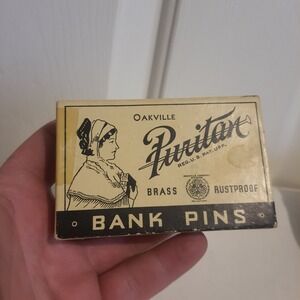 OAKVILLE
Puritan
REG. U.S. PAT. OFF.
BRASS RUSTPROOF
BANK PINS